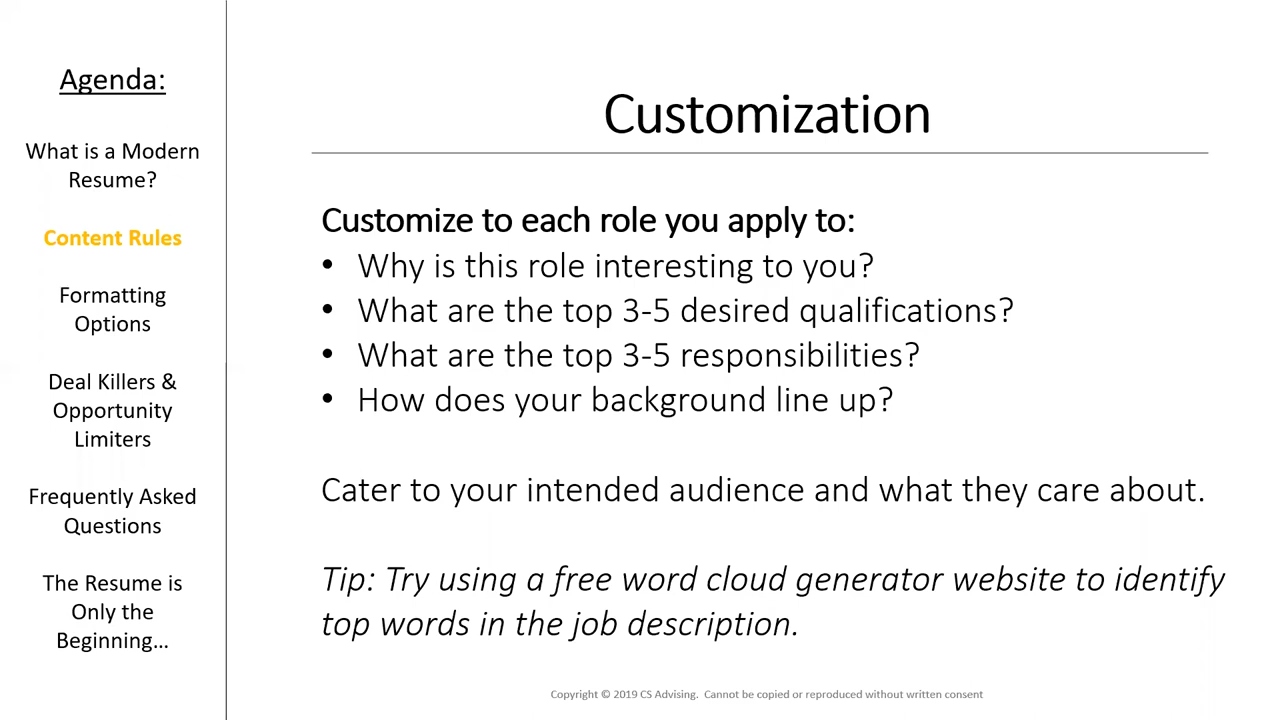 Agenda:
What is a Modern
Resume?
Content Rules
Formatting
Options
Deal Killers &
Opportunity
Limiters
Frequently Asked
Questions
The Resume is
Only the
Beginning...
Customization
Customize to each role you apply to:
• Why is this role interesting to you?
• What are the top 3-5 desired qualifications?
• What are the top 3-5 responsibilities?
• How does your background line up?
Cater to your intended audience and what they care about.
Tip: Try using a free word cloud generator website to identify
top words in the job description.
Copyright © 2019 CS Advising. Cannot be copied or reproduced without written consent